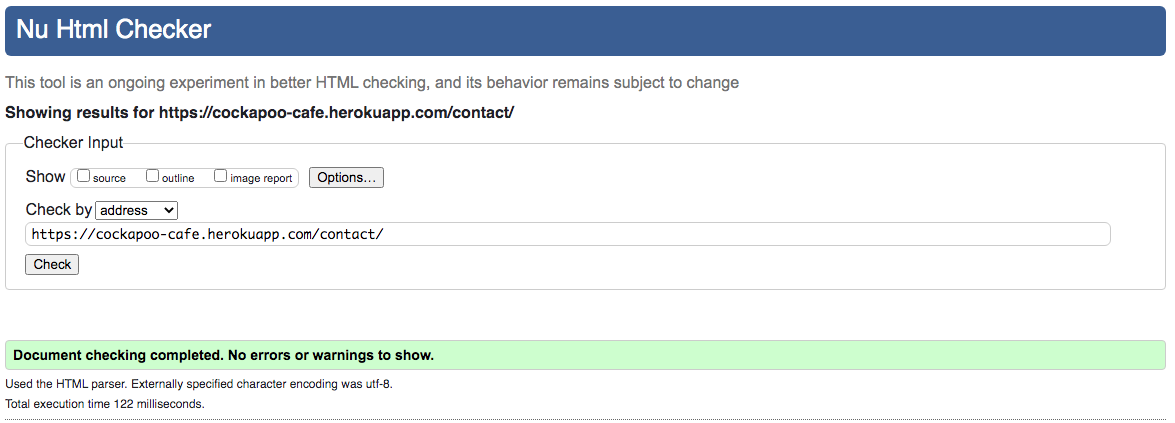 Nu Html Checker
This tool is an ongoing experiment in better HTML checking, and its behavior remains subject to change
Showing results for https://cockapoo-cafe.herokuapp.com/contact/
Checker Input
Show source outline image report Options...
Check by address
https://cockapoo-cafe.herokuapp.com/contact/
Check
Document checking completed. No errors or warnings to show.
Used the HTML parser. Externally specified character encoding was utf-8.
Total execution time 122 milliseconds.